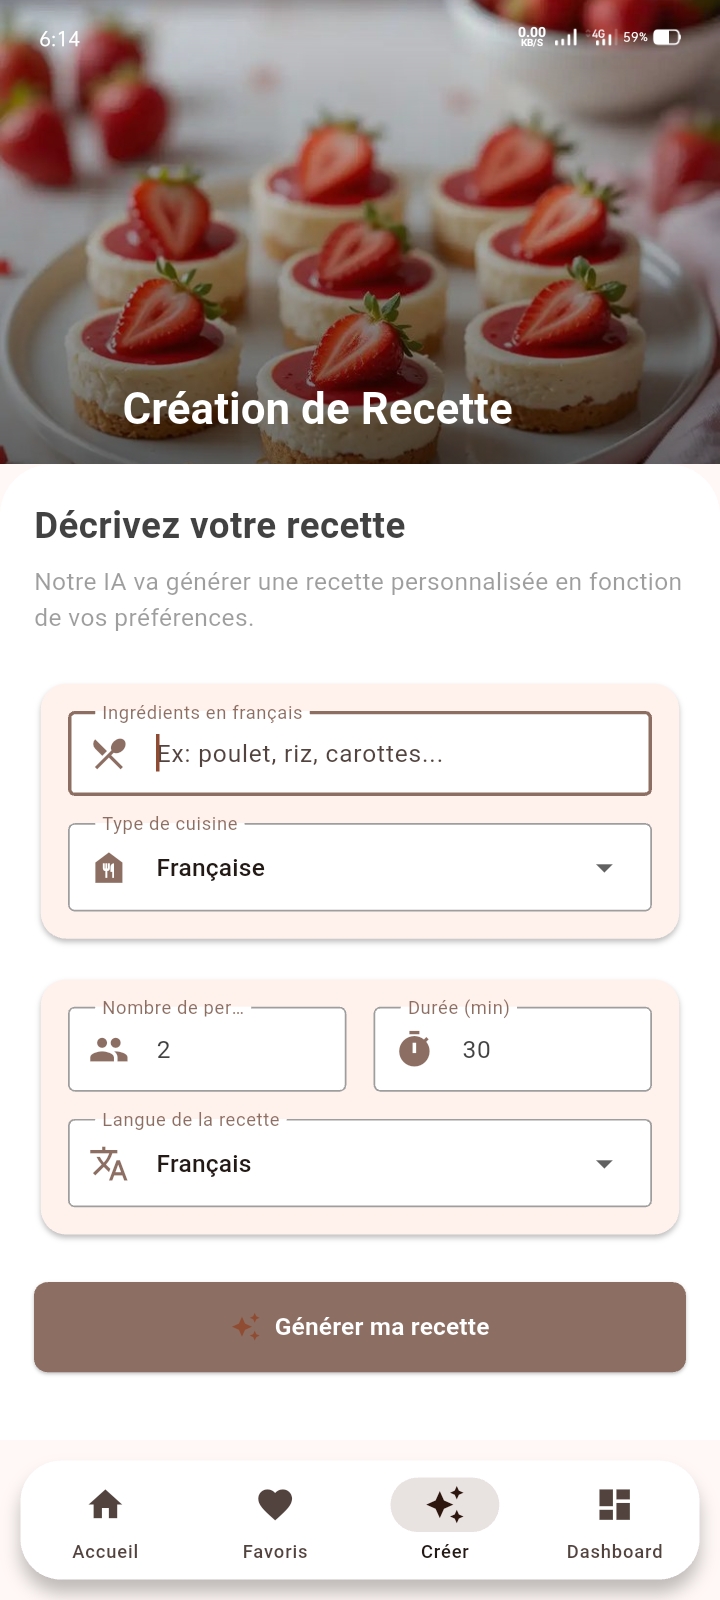 6:14
0.00
KB/S
4G
59%
Création de Recette
Décrivez votre recette
Notre IA va générer une recette personnalisée en fonction
de vos préférences.
Ingrédients en français
Ex: poulet, riz, carottes...
Type de cuisine
Française
Nombre de per... Durée (min)
2 30
Langue de la recette
Français
Générer ma recette
Accueil Favoris Créer Dashboard